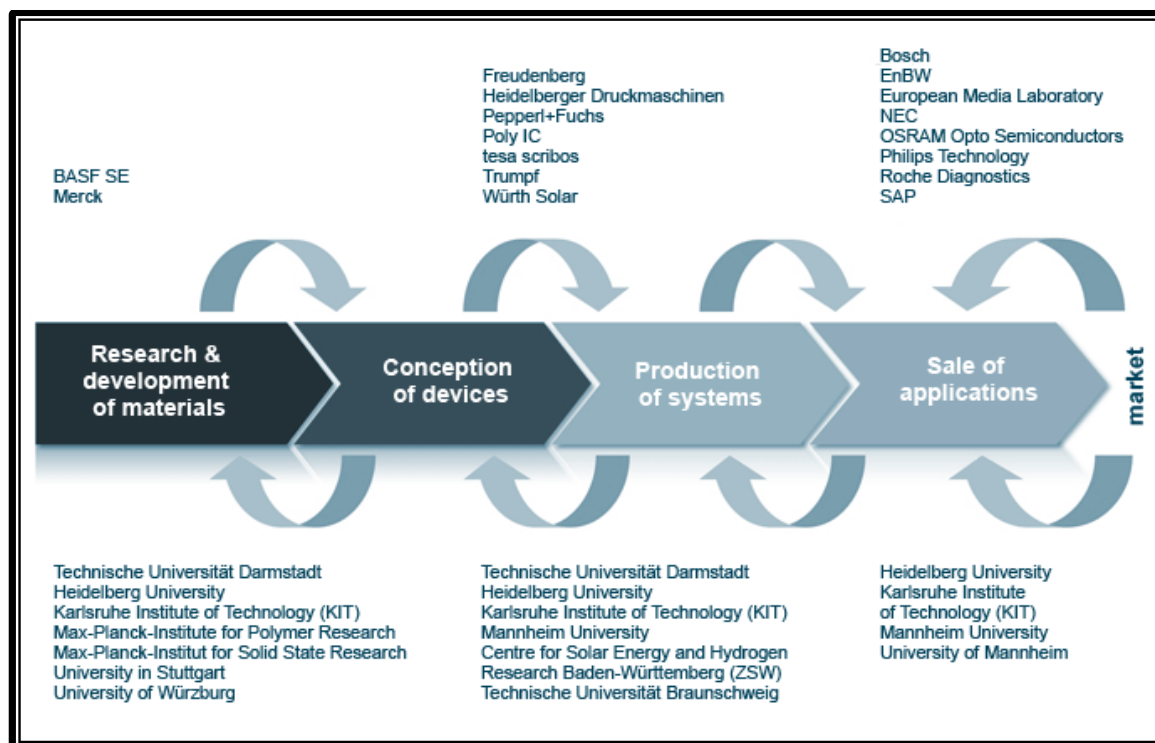 BASF SE
Merck
Freudenberg
Heidelberger Druckmaschinen
Pepperl+Fuchs
Poly IC
tesa scribos
Trumpf
Würth Solar
Bosch
EnBW
European Media Laboratory
NEC
OSRAM Opto Semiconductors
Philips Technology
Roche Diagnostics
SAP
Research &
development
of materials
Conception
of devices
Production
of systems
Sale of
applications
market
Technische Universität Darmstadt
Heidelberg University
Karlsruhe Institute of Technology (KIT)
Max-Planck-Institute for Polymer Research
Max-Planck-Institut for Solid State Research
University in Stuttgart
University of Würzburg
Technische Universität Darmstadt
Heidelberg University
Karlsruhe Institute of Technology (KIT)
Mannheim University
Centre for Solar Energy and Hydrogen
Research Baden-Württemberg (ZSW)
Technische Universität Braunschweig
Heidelberg University
Karlsruhe Institute
of Technology (KIT)
Mannheim University
University of Mannheim